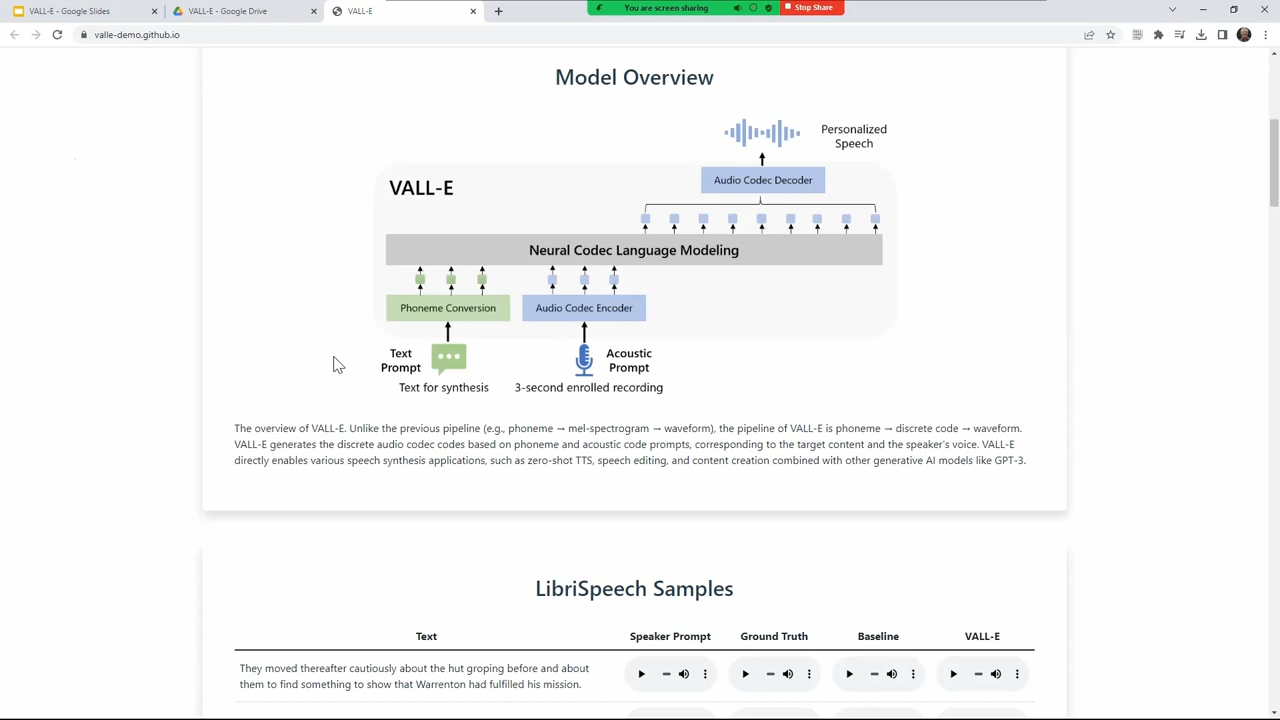 VALL-E - Google Slides
VALL-E - Google Drive
VALL-E
You are screen sharing
Stop Share
valle-demo.github.io
Model Overview
Personalized
Speech
Audio Codec Decoder
VALL-E
Neural Codec Language Modeling
Phoneme Conversion
Audio Codec Encoder
Text
Prompt
Acoustic
Prompt
Text for synthesis
3-second enrolled recording
The overview of VALL-E. Unlike the previous pipeline (e.g., phoneme → mel-spectrogram → waveform), the pipeline of VALL-E is phoneme → discrete code → waveform.
VALL-E generates the discrete audio codec codes based on phoneme and acoustic code prompts, corresponding to the target content and the speaker's voice. VALL-E
directly enables various speech synthesis applications, such as zero-shot TTS, speech editing, and content creation combined with other generative AI models like GPT-3.
LibriSpeech Samples
Text Speaker Prompt Ground Truth Baseline VALL-E
They moved thereafter cautiously about the hut groping before and about
them to find something to show that Warrenton had fulfilled his mission.